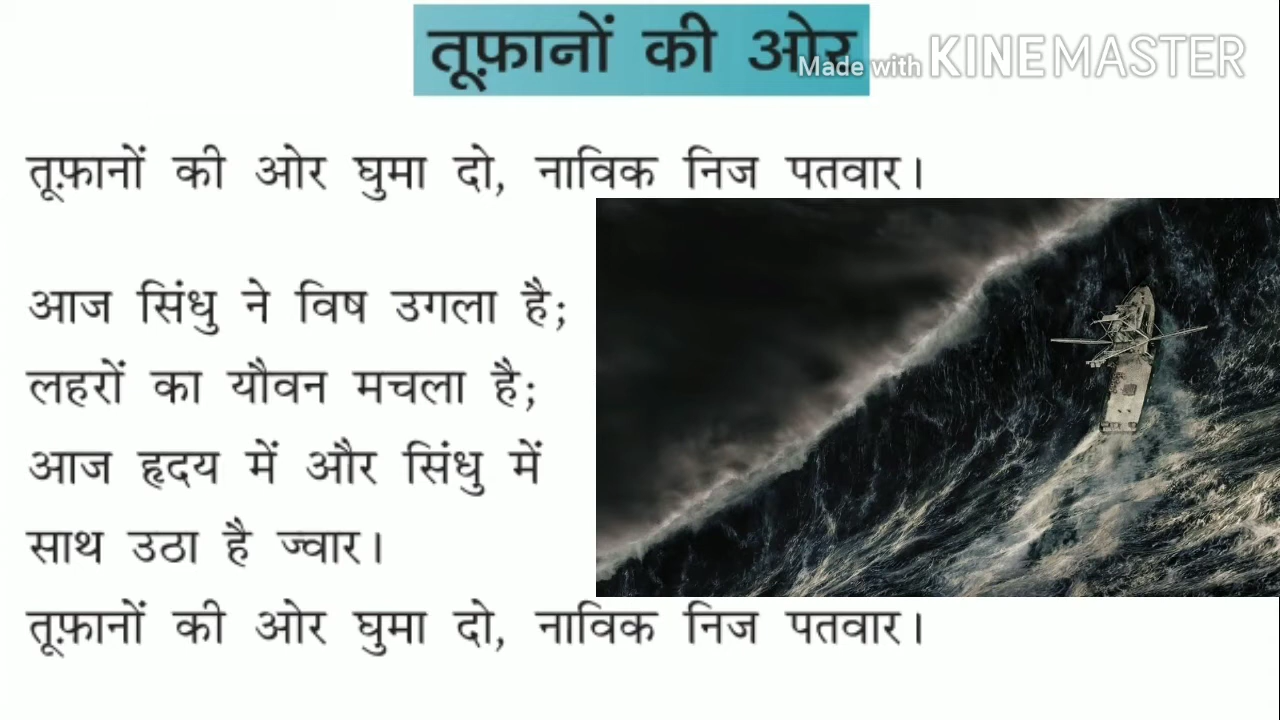 तूफ़ानों की ओर
Made with KINEMASTER
तूफ़ानों की ओर घुमा दो, नाविक निज पतवार।
आज सिंधु ने विष उगला है;
लहरों का यौवन मचला है;
आज हृदय में और सिंधु में
साथ उठा है ज्वार।
तूफ़ानों की ओर घुमा दो, नाविक निज पतवार।